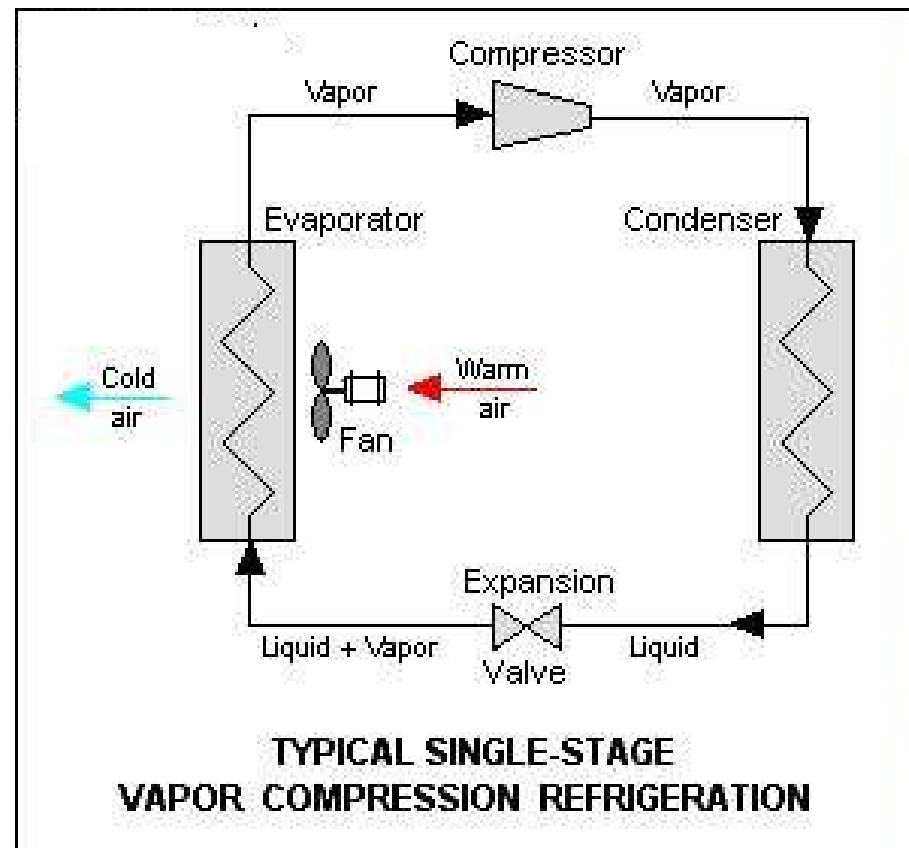 Compressor
Vapor
Vapor
Evaporator
Condenser
Cold
air
Warm
air
Fan
Expansion
Valve
Liquid + Vapor
Liquid
TYPICAL SINGLE-STAGE
VAPOR COMPRESSION REFRIGERATION